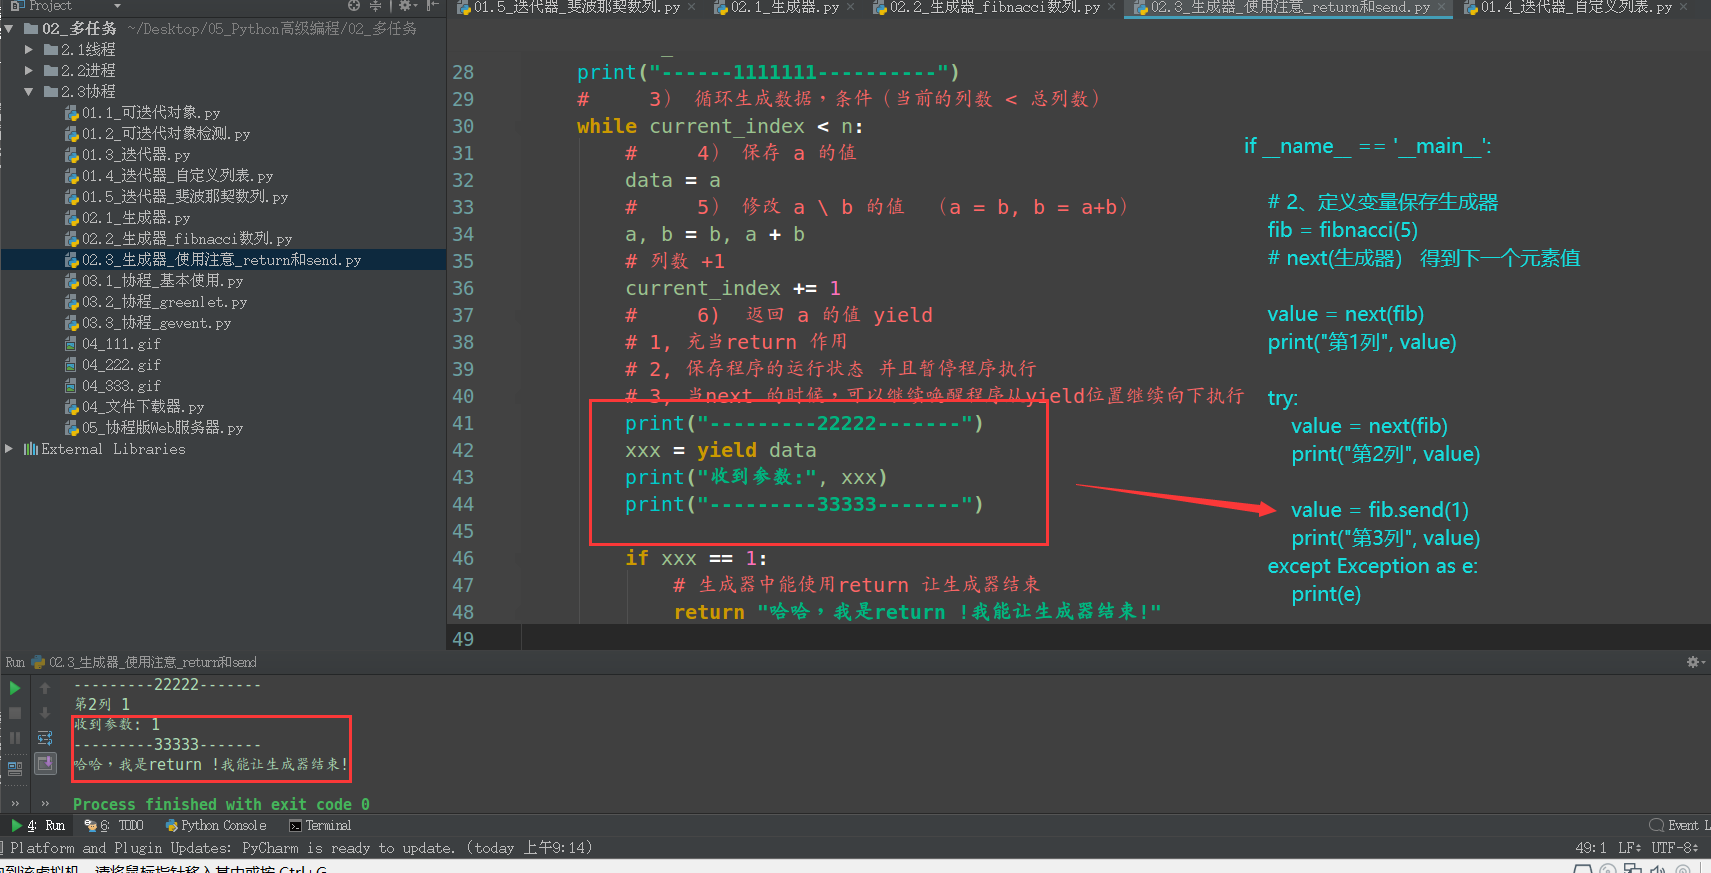 Project
01.5_迭代器_斐波那契数列.py
02.1_生成器.py
02.2_生成器_fibnacci数列.py
02.3_生成器_使用注意_return和send.py
01.4_迭代器_自定义列表.py
02_多任务 ~/Desktop/05_Python高级编程/02_多任务
2.1线程
2.2进程
2.3协程
01.1_可迭代对象.py
01.2_可迭代对象检测.py
01.3_迭代器.py
01.4_迭代器_自定义列表.py
01.5_迭代器_斐波那契数列.py
02.1_生成器.py
02.2_生成器_fibnacci数列.py
02.3_生成器_使用注意_return和send.py
03.1_协程_基本使用.py
03.2_协程_greenlet.py
03.3_协程_gevent.py
04_111.gif
04_222.gif
04_333.gif
04_文件下载器.py
05_协程版Web服务器.py
External Libraries
28 print("------1111111----------")
29 # 3） 循环生成数据，条件（当前的列数 < 总列数）
30 while current_index < n:
31 # 4） 保存 a 的值
32 data = a
33 # 5） 修改 a \ b 的值 （a = b, b = a+b）
34 a, b = b, a + b
35 # 列数 +1
36 current_index += 1
37 # 6） 返回 a 的值 yield
38 # 1, 充当return 作用
39 # 2, 保存程序的运行状态 并且暂停程序执行
40 # 3, 当next 的时候，可以继续唤醒程序从yield位置继续向下执行
41 print("---------22222-------")
42 xxx = yield data
43 print("收到参数:", xxx)
44 print("---------33333-------")
45
46 if xxx == 1:
47 # 生成器中能使用return 让生成器结束
48 return "哈哈，我是return !我能让生成器结束!"
49
if __name__ == '__main__':
# 2、定义变量保存生成器
fib = fibnacci(5)
# next(生成器） 得到下一个元素值
value = next(fib)
print("第1列", value)
try:
value = next(fib)
print("第2列", value)
value = fib.send(1)
print("第3列", value)
except Exception as e:
print(e)
Run 02.3_生成器_使用注意_return和send
---------22222-------
第2列 1
收到参数: 1
---------33333-------
哈哈，我是return !我能让生成器结束!
Process finished with exit code 0
4: Run 6: TODO Python Console Terminal Event L
Platform and Plugin Updates: PyCharm is ready to update. (today 上午9:14)
49:1 LF UTF-8